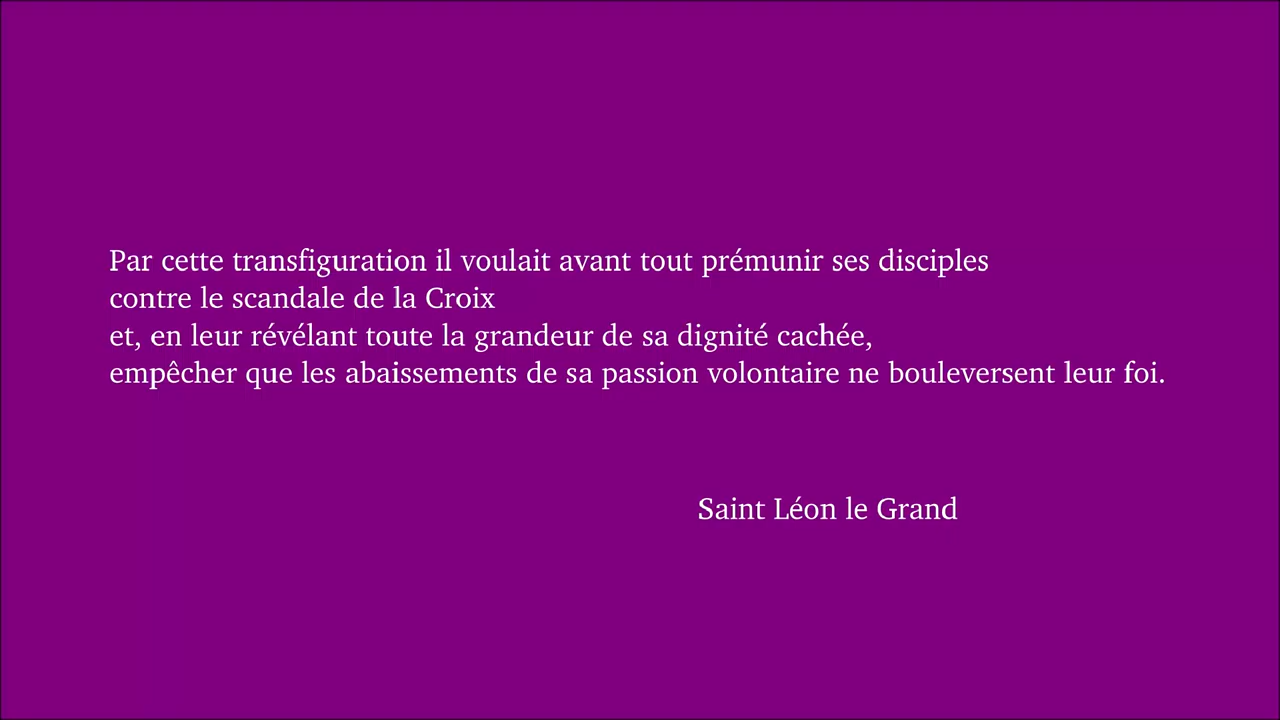 Par cette transfiguration il voulait avant tout prémunir ses disciples
contre le scandale de la Croix
et, en leur révélant toute la grandeur de sa dignité cachée,
empêcher que les abaissements de sa passion volontaire ne bouleversent leur foi.
Saint Léon le Grand